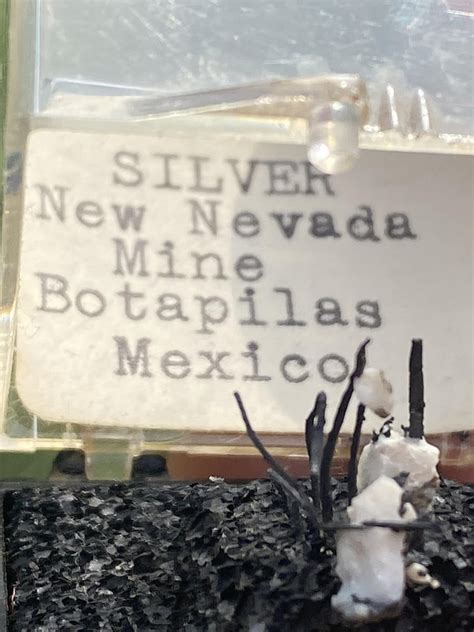 SILVER
New Nevada
Mine
Botapilas
Mexico